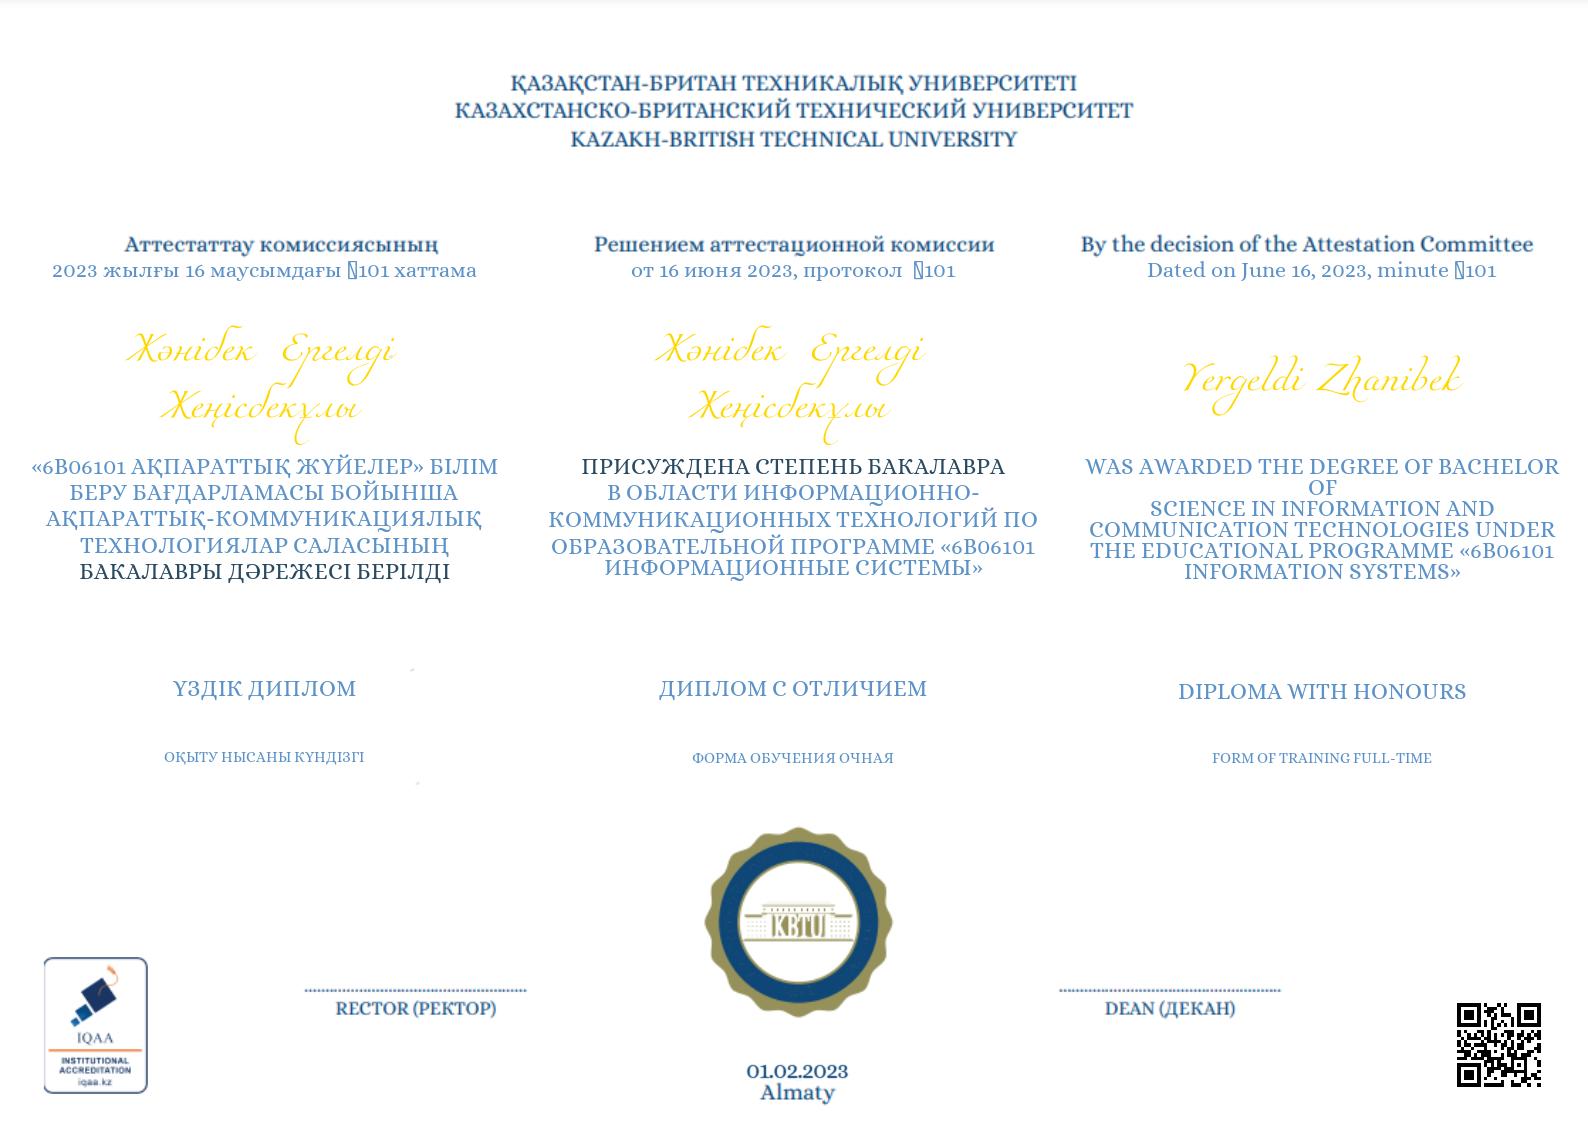 ҚАЗАҚСТАН-БРИТАН ТЕХНИКАЛЫҚ УНИВЕРСИТЕТІ
КАЗАХСТАНСКО-БРИТАНСКИЙ ТЕХНИЧЕСКИЙ УНИВЕРСИТЕТ
KAZAKH-BRITISH TECHNICAL UNIVERSITY
Аттестаттау комиссиясының
2023 жылғы 16 маусымдағы 101 хаттама
Жәнібек Ергелді
Жеңісбекұлы
«6B06101 АҚПАРАТТЫҚ ЖҮЙЕЛЕР» БІЛІМ
БЕРУ БАҒДАРЛАМАСЫ БОЙЫНША
АҚПАРАТТЫҚ-КОММУНИКАЦИЯЛЫҚ
ТЕХНОЛОГИЯЛАР САЛАСЫНЫҢ
БАКАЛАВРЫ ДӘРЕЖЕСІ БЕРІЛДІ
ҮЗДІК ДИПЛОМ
ОҚЫТУ НЫСАНЫ КҮНДІЗГІ
Решением аттестационной комиссии
от 16 июня 2023, протокол 101
Жәнібек Ергелді
Жеңісбекұлы
ПРИСУЖДЕНА СТЕПЕНЬ БАКАЛАВРА
В ОБЛАСТИ ИНФОРМАЦИОННО-
КОММУНИКАЦИОННЫХ ТЕХНОЛОГИЙ ПО
ОБРАЗОВАТЕЛЬНОЙ ПРОГРАММЕ «6B06101
ИНФОРМАЦИОННЫЕ СИСТЕМЫ»
ДИПЛОМ С ОТЛИЧИЕМ
ФОРМА ОБУЧЕНИЯ ОЧНАЯ
By the decision of the Attestation Committee
Dated on June 16, 2023, minute 101
Yergeldi Zhanibek
WAS AWARDED THE DEGREE OF BACHELOR
OF
SCIENCE IN INFORMATION AND
COMMUNICATION TECHNOLOGIES UNDER
THE EDUCATIONAL PROGRAMME «6B06101
INFORMATION SYSTEMS»
DIPLOMA WITH HONOURS
FORM OF TRAINING FULL-TIME
KBTU
IQAA
INSTITUTIONAL
ACCREDITATION
iqaa.kz
RECTOR (РЕКТОР)
DEAN (ДЕКАН)
01.02.2023
Almaty